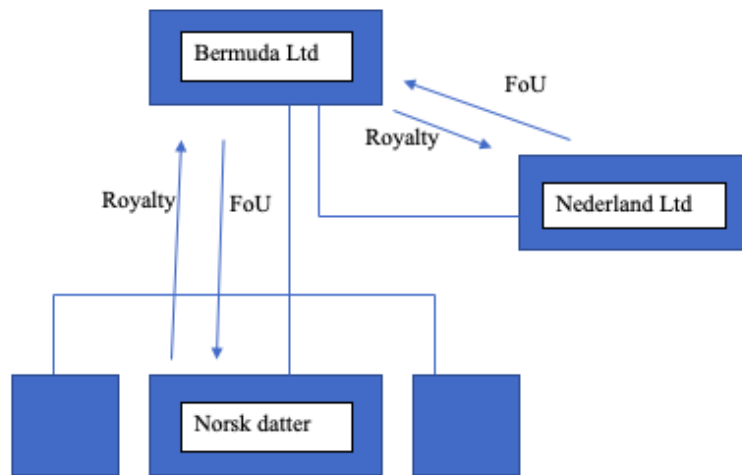 Bermuda Ltd
FoU
Royalty
Royalty
FoU
Nederland Ltd
Norsk datter